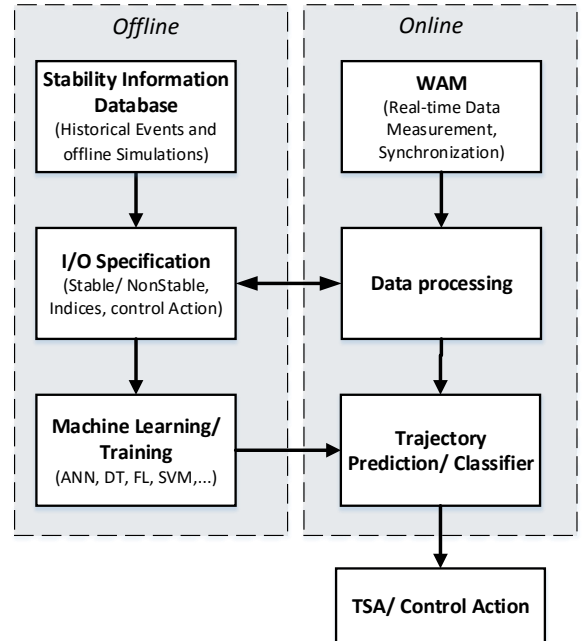 Offline
Stability Information
Database
(Historical Events and
offline Simulations)
I/O Specification
(Stable/ NonStable,
Indices, control Action)
Machine Learning/
Training
(ANN, DT, FL, SVM,...)
Online
WAM
(Real-time Data
Measurement,
Synchronization)
Data processing
Trajectory
Prediction/ Classifier
TSA/ Control Action